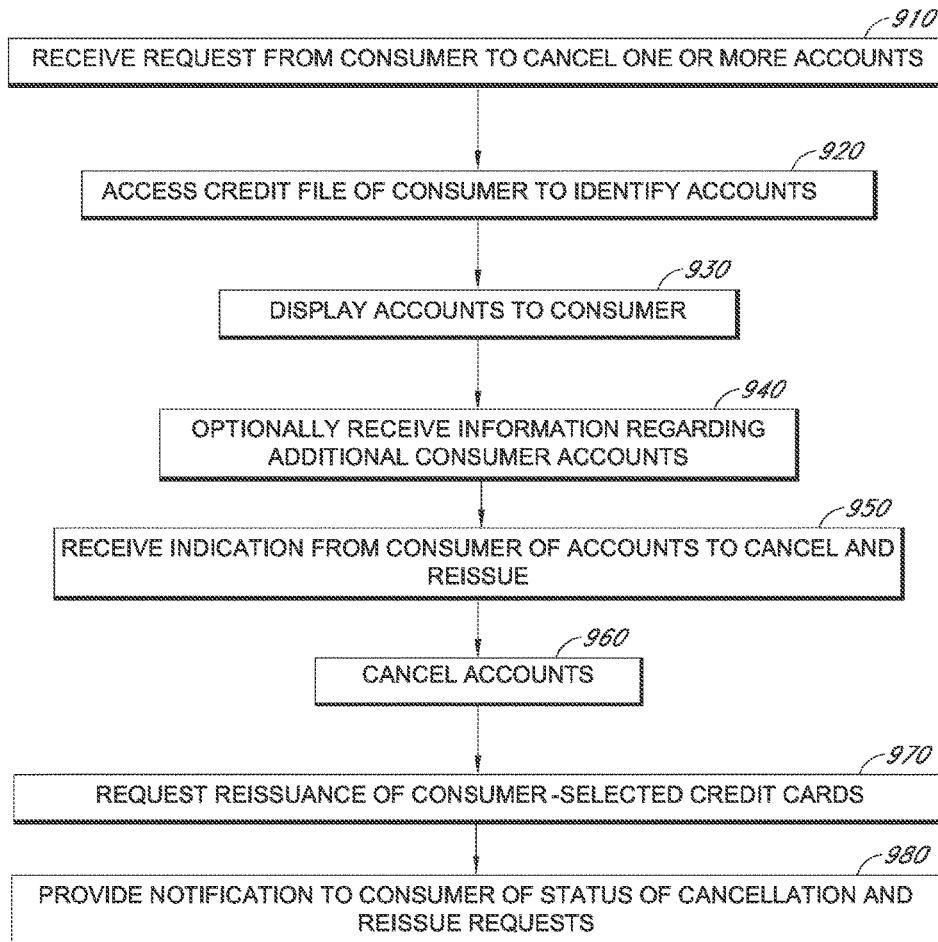 910
RECEIVE REQUEST FROM CONSUMER TO CANCEL ONE OR MORE ACCOUNTS
920
ACCESS CREDIT FILE OF CONSUMER TO IDENTIFY ACCOUNTS
930
DISPLAY ACCOUNTS TO CONSUMER
940
OPTIONALLY RECEIVE INFORMATION REGARDING
ADDITIONAL CONSUMER ACCOUNTS
950
RECEIVE INDICATION FROM CONSUMER OF ACCOUNTS TO CANCEL AND
REISSUE
960
CANCEL ACCOUNTS
970
REQUEST REISSUANCE OF CONSUMER-SELECTED CREDIT CARDS
980
PROVIDE NOTIFICATION TO CONSUMER OF STATUS OF CANCELLATION AND
REISSUE REQUESTS